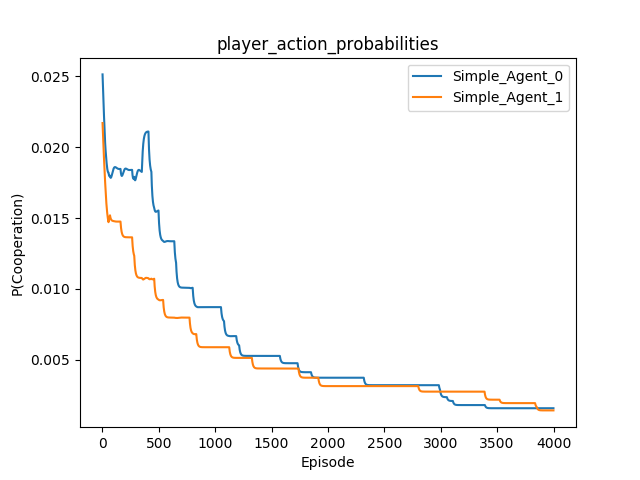 player_action_probabilities
Simple_Agent_0
Simple_Agent_1
P(Cooperation)
0.025
0.020
0.015
0.010
0.005
0 500 1000 1500 2000 2500 3000 3500 4000
Episode